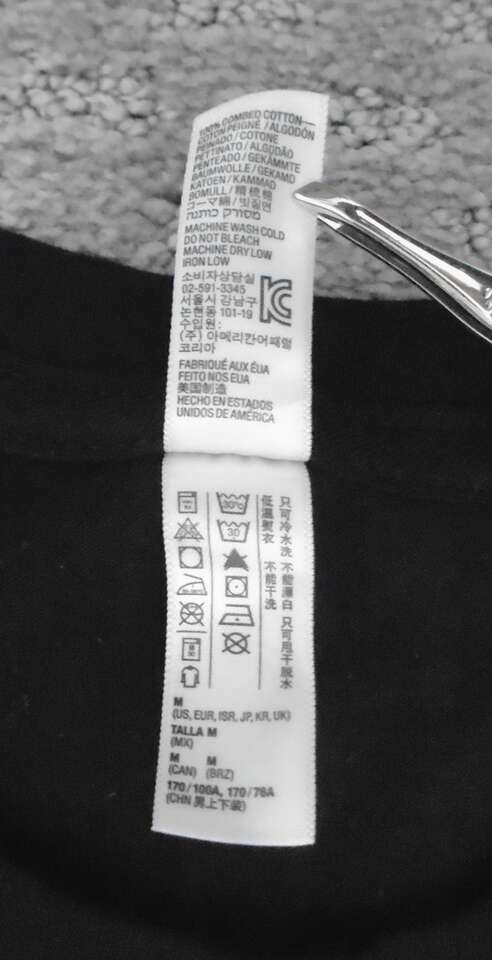 100% COMBED COTTON—
COTON PEIGNÉ / ALGODÓN
PEINADO / COTONE
PETTINATO / ALGODÃO
PENTEADO / GEKÄMMTE
BAUMWOLLE / GEKAMD
KATOEN / KAMMAD
BOMULL / 精梳棉
コーマ綿 / 빗질면
מסורק כותנה
MACHINE WASH COLD
DO NOT BLEACH
MACHINE DRY LOW
IRON LOW
소비자상담실
02-591-3345
서울시 강남구
논현동 101-19
수입원 :
(주) 아메리칸어패럴
코리아
KC
FABRIQUÉ AUX ÉUA
FEITO NOS EUA
美国制造
HECHO EN ESTADOS
UNIDOS DE AMÉRICA
30°C
30
只可冷水洗 不能漂白 只可甩干脱水
低溫熨衣 不能干洗
M
(US, EUR, ISR, JP, KR, UK)
TALLA M
(MX)
M M
(CAN) (BRZ)
170/100A, 170/76A
(CHN 男上下装)